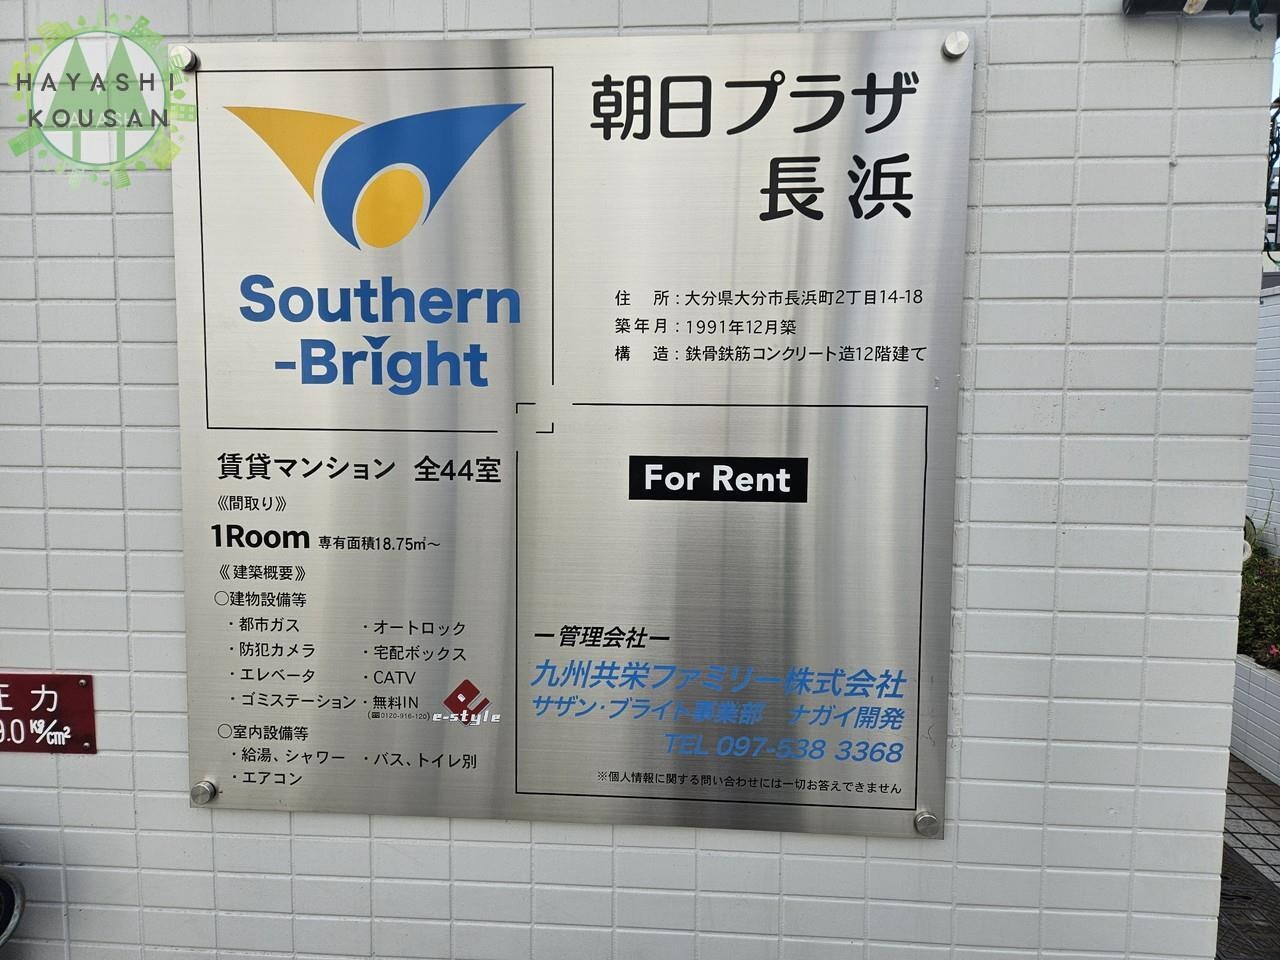 HAYASHI
KOUSAN
Southern
-Bright
朝日プラザ
長浜
住　所：大分県大分市長浜町2丁目14-18
築年月：1991年12月築
構　造：鉄骨鉄筋コンクリート造12階建て
賃貸マンション 全44室
《間取り》
1Room 専有面積18.75㎡～
《建築概要》
○建物設備等
・都市ガス ・オートロック
・防犯カメラ ・宅配ボックス
・エレベータ ・CATV
・ゴミステーション ・無料IN
(☎0120-916-120) e-style
○室内設備等
・給湯、シャワー ・バス、トイレ別
・エアコン
For Rent
ー管理会社ー
九州共栄ファミリー株式会社
サザン・ブライト事業部 ナガイ開発
TEL 097-538 3368
※個人情報に関する問い合わせには一切お答えできません
圧力
9.0 kg/cm²